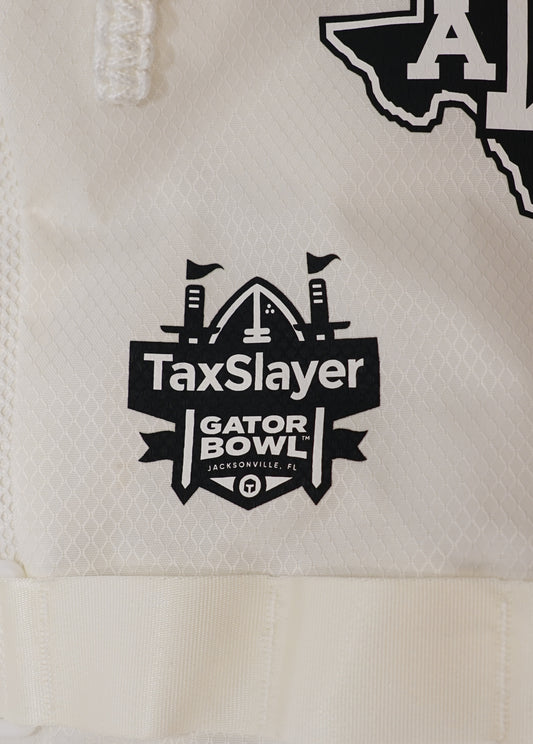 A
TaxSlayer
GATOR
BOWL™
JACKSONVILLE, FL